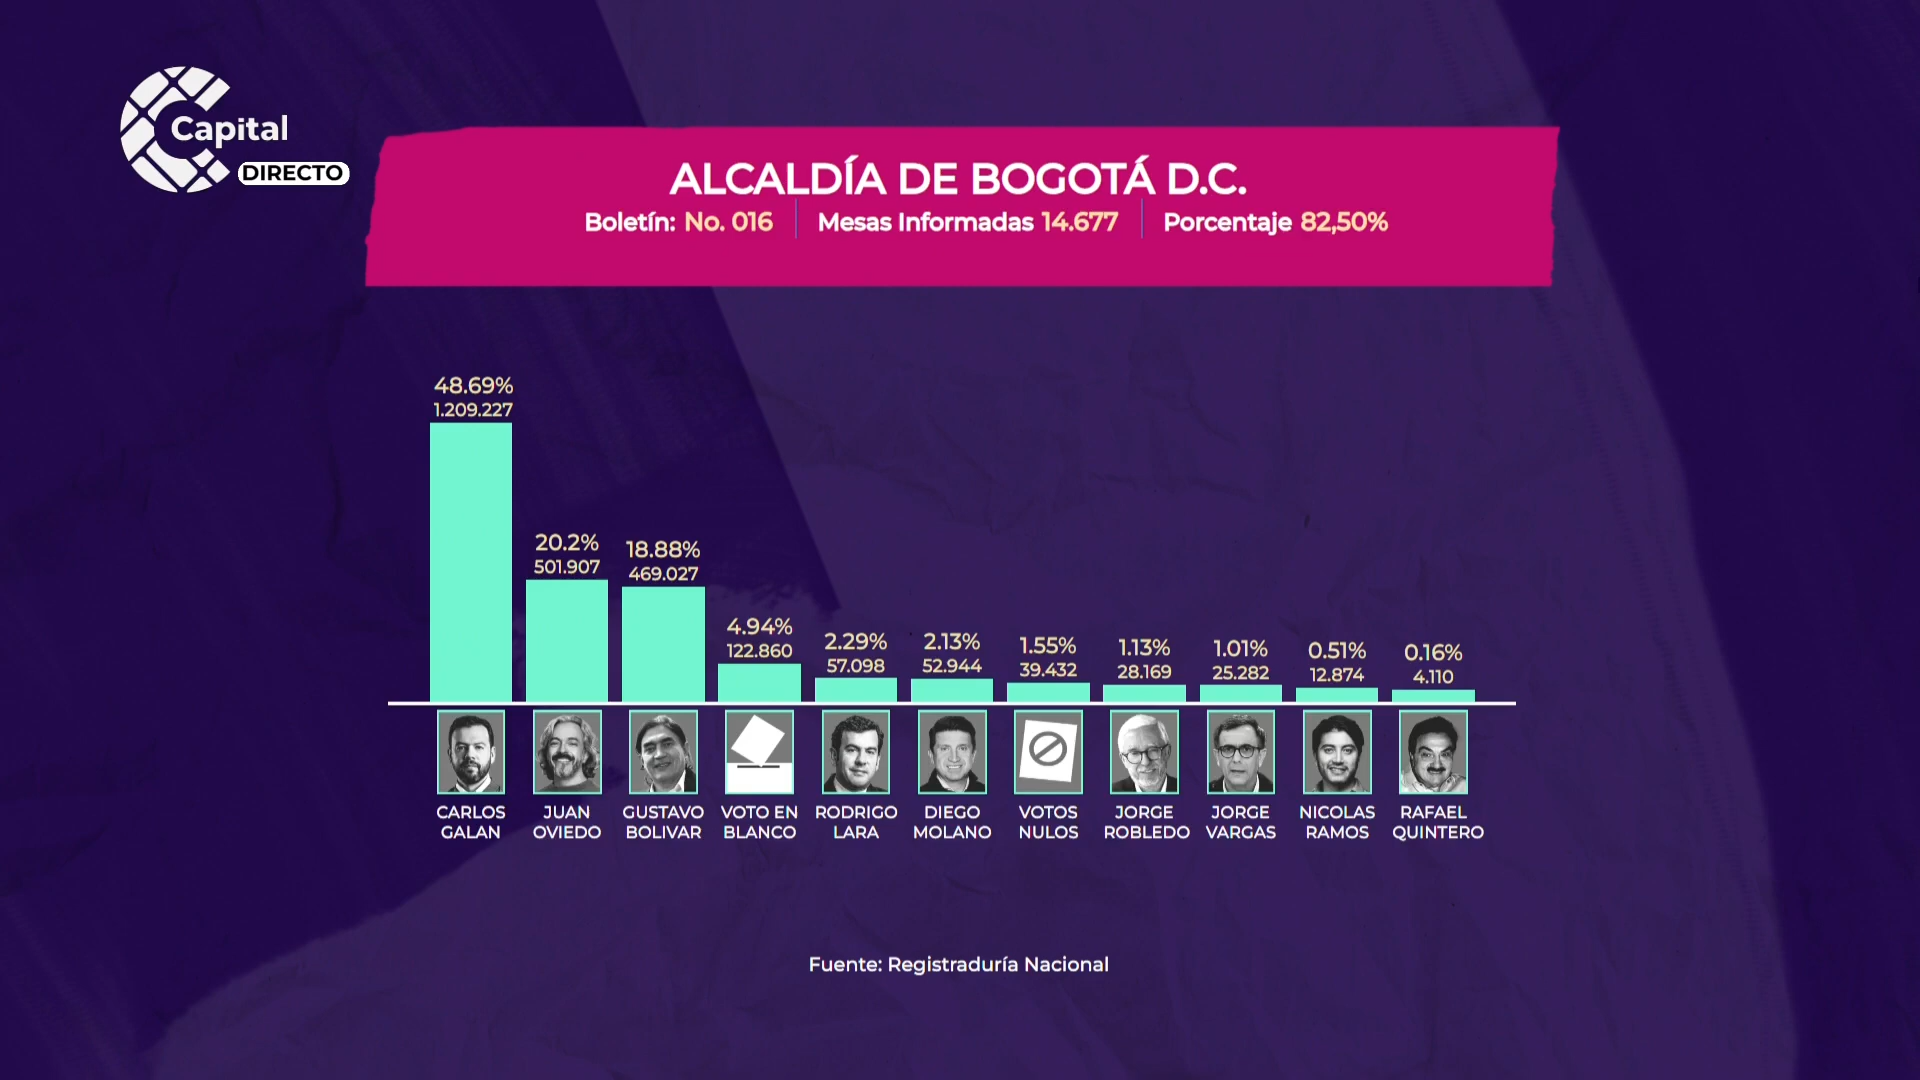 Capital
DIRECTO
ALCALDÍA DE BOGOTÁ D.C.
Boletín: No. 016 Mesas Informadas 14.677 Porcentaje 82,50%
48.69%
1.209.227
20.2%
501.907
18.88%
469.027
4.94%
122.860
2.29%
57.098
2.13%
52.944
1.55%
39.432
1.13%
28.169
1.01%
25.282
0.51%
12.874
0.16%
4.110
CARLOS
GALAN
JUAN
OVIEDO
GUSTAVO
BOLIVAR
VOTO EN
BLANCO
RODRIGO
LARA
DIEGO
MOLANO
VOTOS
NULOS
JORGE
ROBLEDO
JORGE
VARGAS
NICOLAS
RAMOS
RAFAEL
QUINTERO
Fuente: Registraduría Nacional